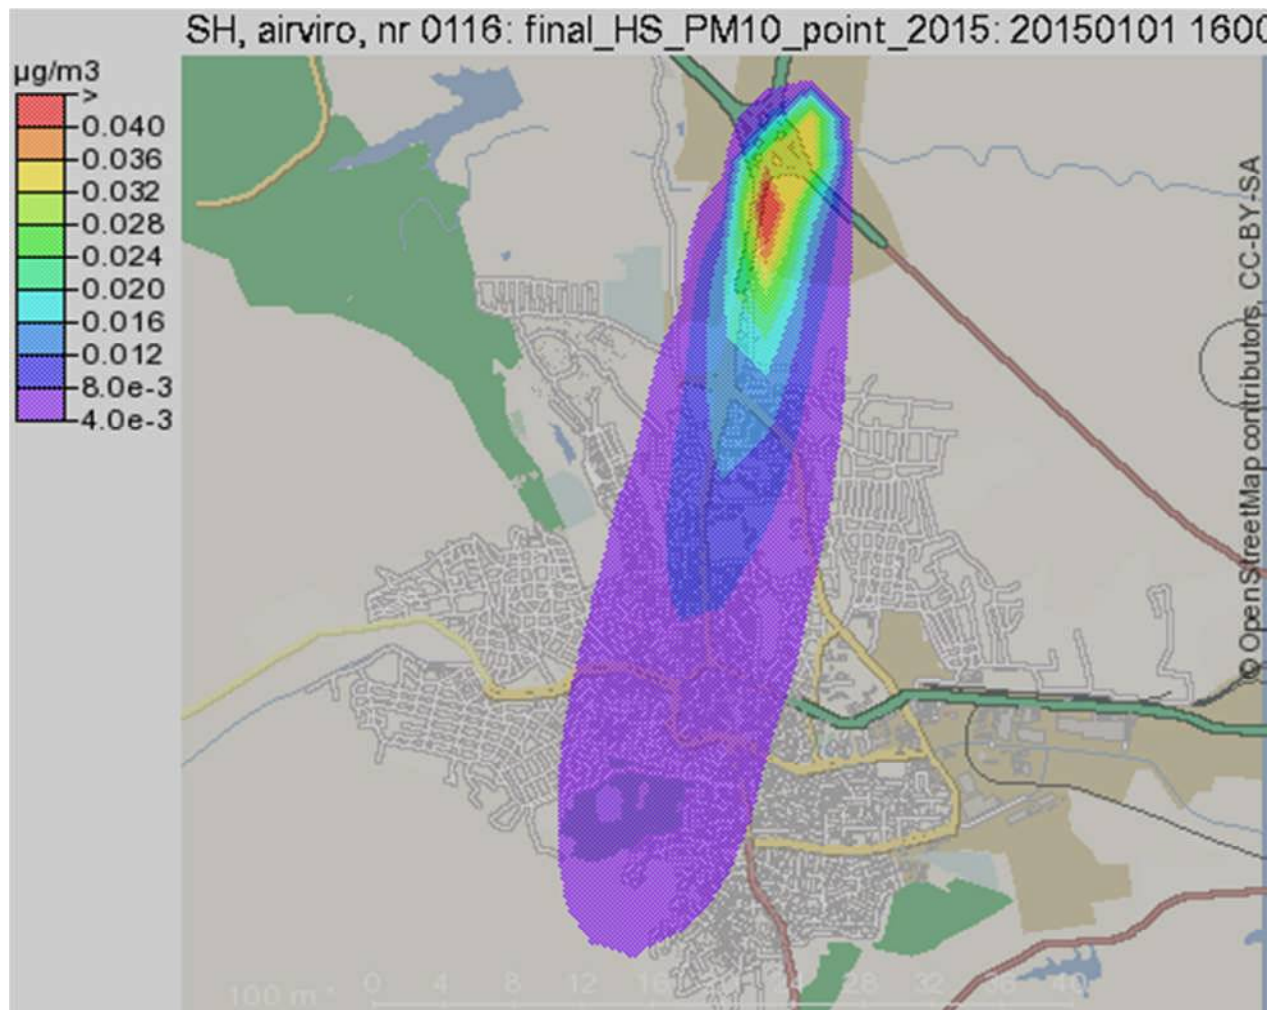 SH, airviro, nr 0116: final_HS_PM10_point_2015: 20150101 1600
µg/m3
>
0.040
0.036
0.032
0.028
0.024
0.020
0.016
0.012
8.0e-3
4.0e-3
© OpenStreetMap contributors, CC-BY-SA
100 m * 0 4 8 12 16 24 28 32 36 40